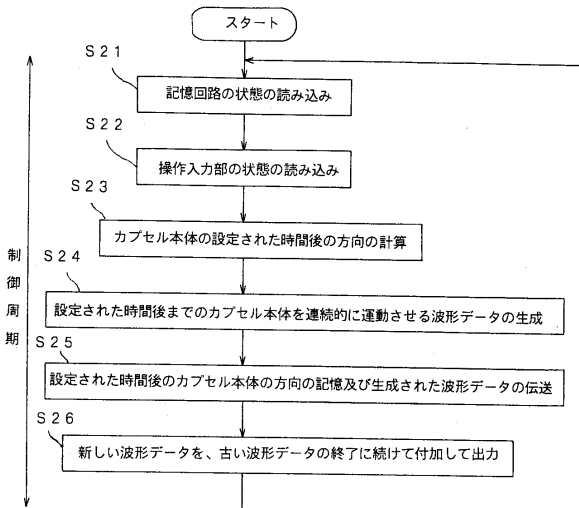 スタート
S21
記憶回路の状態の読み込み
S22
操作入力部の状態の読み込み
S23
カプセル本体の設定された時間後の方向の計算
制御周期
S24
設定された時間後までのカプセル本体を連続的に運動させる波形データの生成
S25
設定された時間後のカプセル本体の方向の記憶及び生成された波形データの伝送
S26
新しい波形データを、古い波形データの終了に続けて付加して出力